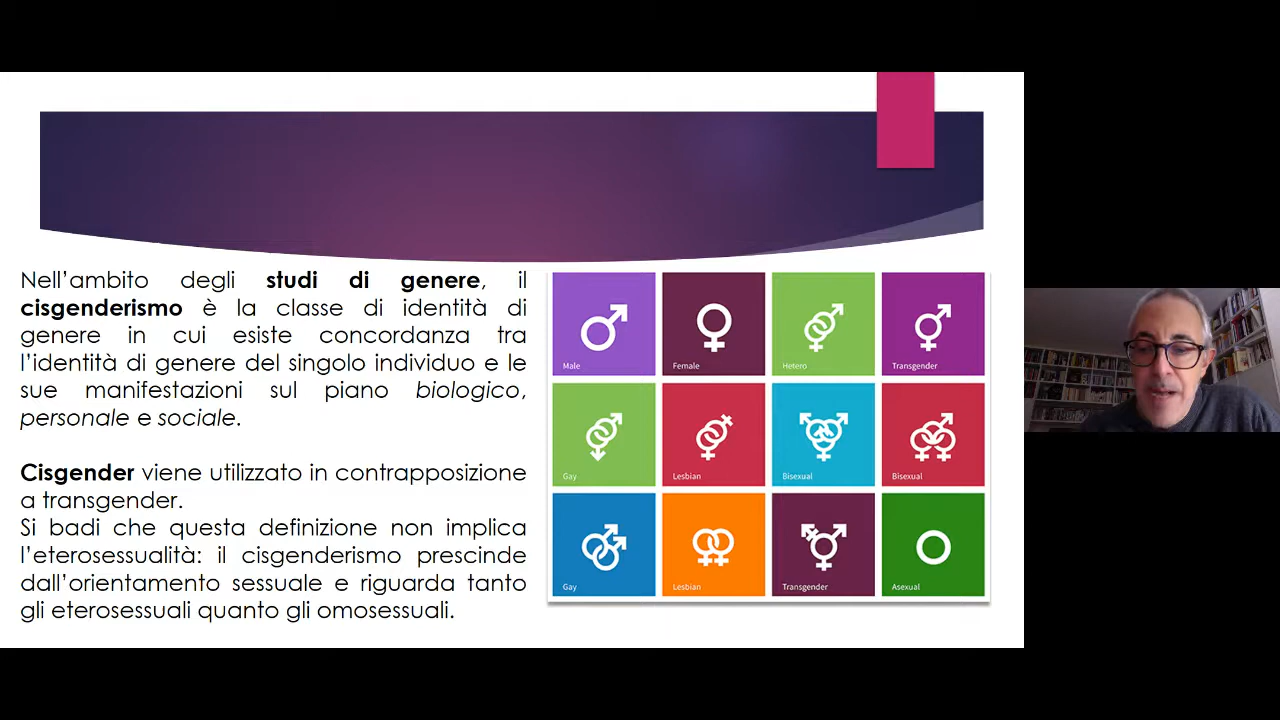 Nell'ambito degli studi di genere, il
cisgenderismo è la classe di identità di
genere in cui esiste concordanza tra
l'identità di genere del singolo individuo e le
sue manifestazioni sul piano biologico,
personale e sociale.
Cisgender viene utilizzato in contrapposizione
a transgender.
Si badi che questa definizione non implica
l'eterosessualità: il cisgenderismo prescinde
dall'orientamento sessuale e riguarda tanto
gli eterosessuali quanto gli omosessuali.
Male
Female
Hetero
Transgender
Gay
Lesbian
Bisexual
Bisexual
Gay
Lesbian
Transgender
Asexual